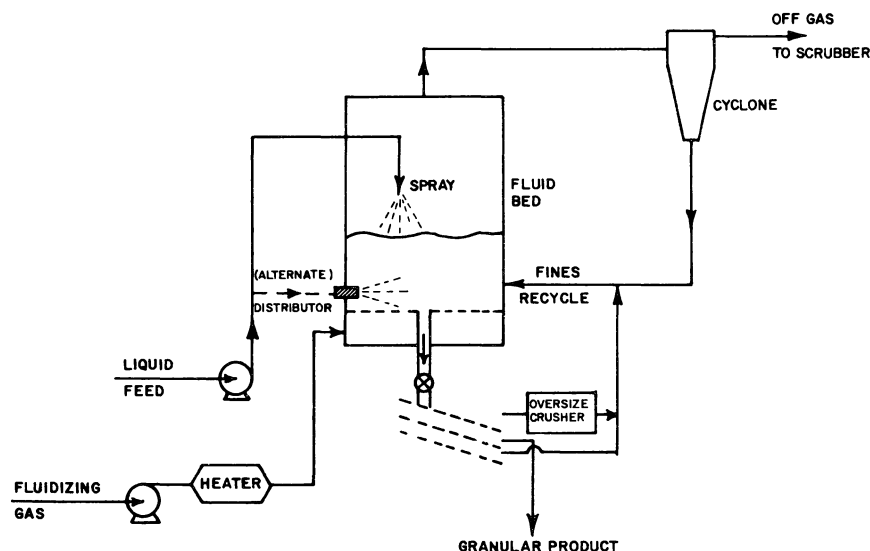 OFF GAS
TO SCRUBBER
CYCLONE
SPRAY
FLUID
BED
(ALTERNATE)
DISTRIBUTOR
FINES
RECYCLE
LIQUID
FEED
OVERSIZE
CRUSHER
HEATER
FLUIDIZING
GAS
GRANULAR PRODUCT